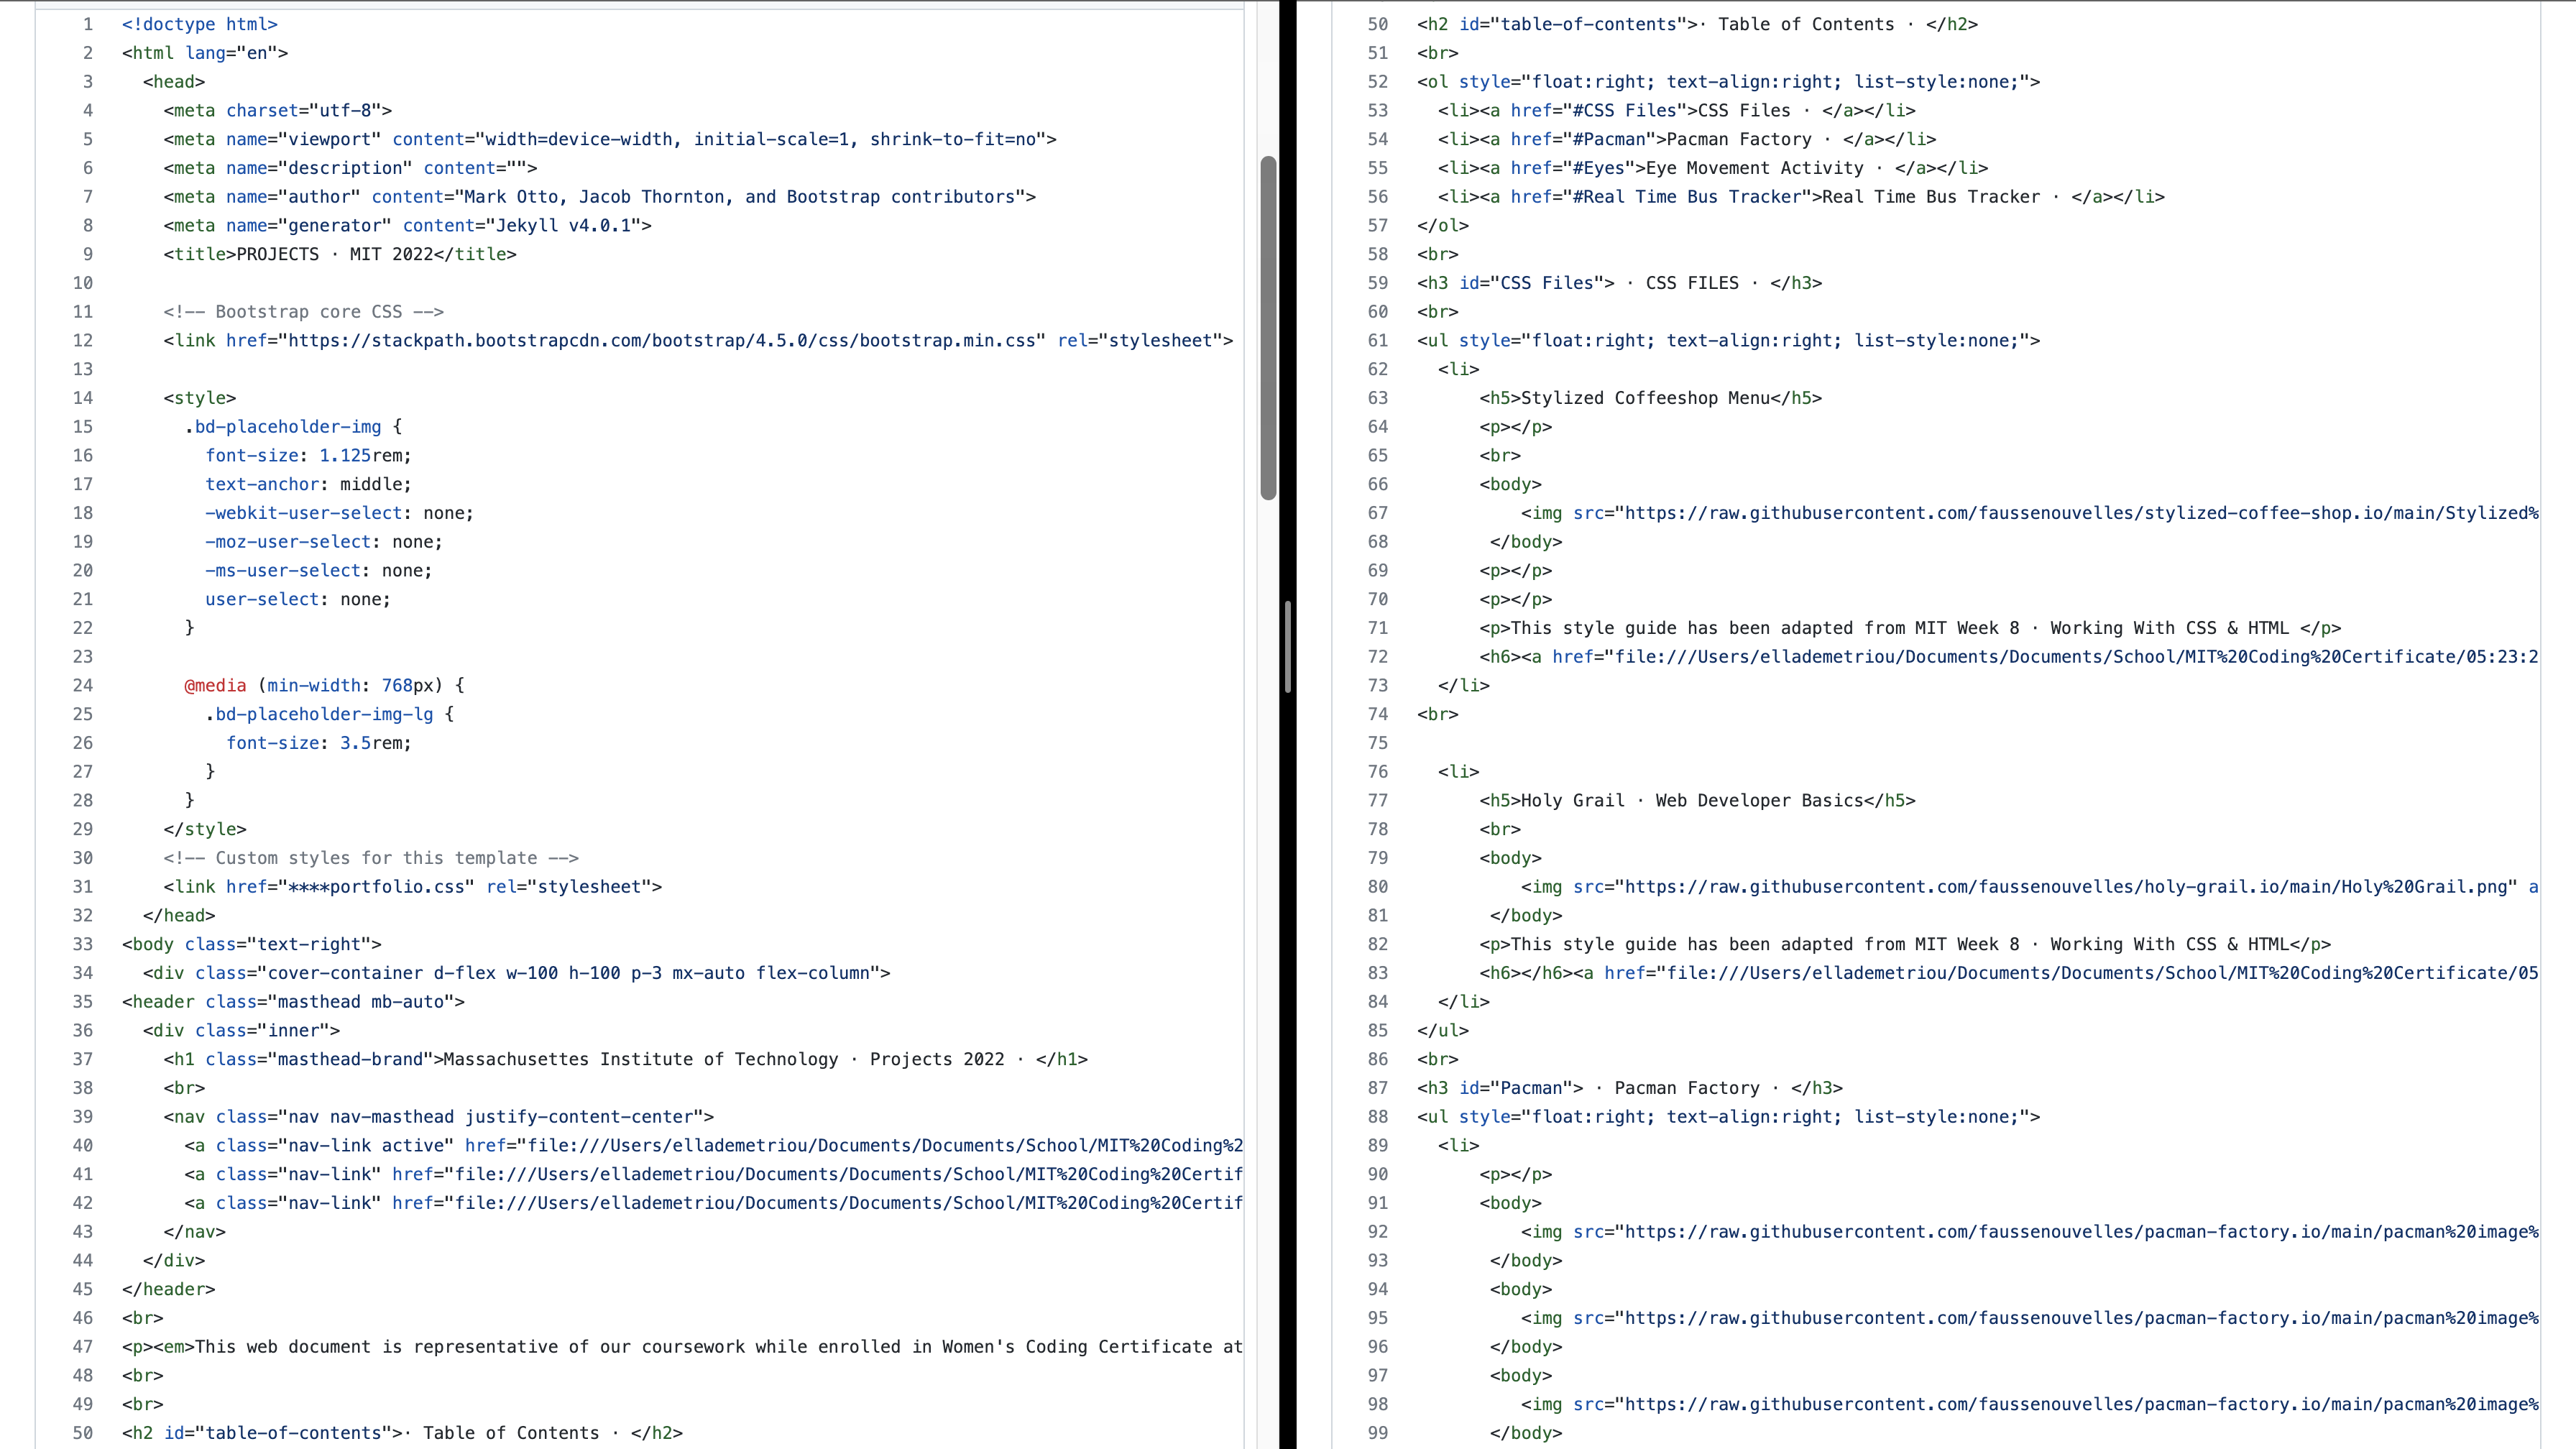 1 <!doctype html>
2 <html lang="en">
3 <head>
4 <meta charset="utf-8">
5 <meta name="viewport" content="width=device-width, initial-scale=1, shrink-to-fit=no">
6 <meta name="description" content="">
7 <meta name="author" content="Mark Otto, Jacob Thornton, and Bootstrap contributors">
8 <meta name="generator" content="Jekyll v4.0.1">
9 <title>PROJECTS · MIT 2022</title>
10
11 <!-- Bootstrap core CSS -->
12 <link href="https://stackpath.bootstrapcdn.com/bootstrap/4.5.0/css/bootstrap.min.css" rel="stylesheet">
13
14 <style>
15 .bd-placeholder-img {
16 font-size: 1.125rem;
17 text-anchor: middle;
18 -webkit-user-select: none;
19 -moz-user-select: none;
20 -ms-user-select: none;
21 user-select: none;
22 }
23
24 @media (min-width: 768px) {
25 .bd-placeholder-img-lg {
26 font-size: 3.5rem;
27 }
28 }
29 </style>
30 <!-- Custom styles for this template -->
31 <link href="****portfolio.css" rel="stylesheet">
32 </head>
33 <body class="text-right">
34 <div class="cover-container d-flex w-100 h-100 p-3 mx-auto flex-column">
35 <header class="masthead mb-auto">
36 <div class="inner">
37 <h1 class="masthead-brand">Massachusettes Institute of Technology · Projects 2022 · </h1>
38 <br>
39 <nav class="nav nav-masthead justify-content-center">
40 <a class="nav-link active" href="file:///Users/ellademetriou/Documents/Documents/School/MIT%20Coding%2
41 <a class="nav-link" href="file:///Users/ellademetriou/Documents/Documents/School/MIT%20Coding%20Certif
42 <a class="nav-link" href="file:///Users/ellademetriou/Documents/Documents/School/MIT%20Coding%20Certif
43 </nav>
44 </div>
45 </header>
46 <br>
47 <p><em>This web document is representative of our coursework while enrolled in Women's Coding Certificate at
48 <br>
49 <br>
50 <h2 id="table-of-contents">· Table of Contents · </h2>
50 <h2 id="table-of-contents">· Table of Contents · </h2>
51 <br>
52 <ol style="float:right; text-align:right; list-style:none;">
53 <li><a href="#CSS Files">CSS Files · </a></li>
54 <li><a href="#Pacman">Pacman Factory · </a></li>
55 <li><a href="#Eyes">Eye Movement Activity · </a></li>
56 <li><a href="#Real Time Bus Tracker">Real Time Bus Tracker · </a></li>
57 </ol>
58 <br>
59 <h3 id="CSS Files"> · CSS FILES · </h3>
60 <br>
61 <ul style="float:right; text-align:right; list-style:none;">
62 <li>
63 <h5>Stylized Coffeeshop Menu</h5>
64 <p></p>
65 <br>
66 <body>
67 <img src="https://raw.githubusercontent.com/faussenouvelles/stylized-coffee-shop.io/main/Stylized%
68 </body>
69 <p></p>
70 <p></p>
71 <p>This style guide has been adapted from MIT Week 8 · Working With CSS & HTML </p>
72 <h6><a href="file:///Users/ellademetriou/Documents/Documents/School/MIT%20Coding%20Certificate/05:23:2
73 </li>
74 <br>
75
76 <li>
77 <h5>Holy Grail · Web Developer Basics</h5>
78 <br>
79 <body>
80 <img src="https://raw.githubusercontent.com/faussenouvelles/holy-grail.io/main/Holy%20Grail.png" a
81 </body>
82 <p>This style guide has been adapted from MIT Week 8 · Working With CSS & HTML</p>
83 <h6></h6><a href="file:///Users/ellademetriou/Documents/Documents/School/MIT%20Coding%20Certificate/05
84 </li>
85 </ul>
86 <br>
87 <h3 id="Pacman"> · Pacman Factory · </h3>
88 <ul style="float:right; text-align:right; list-style:none;">
89 <li>
90 <p></p>
91 <body>
92 <img src="https://raw.githubusercontent.com/faussenouvelles/pacman-factory.io/main/pacman%20image%
93 </body>
94 <body>
95 <img src="https://raw.githubusercontent.com/faussenouvelles/pacman-factory.io/main/pacman%20image%
96 </body>
97 <body>
98 <img src="https://raw.githubusercontent.com/faussenouvelles/pacman-factory.io/main/pacman%20image%
99 </body>